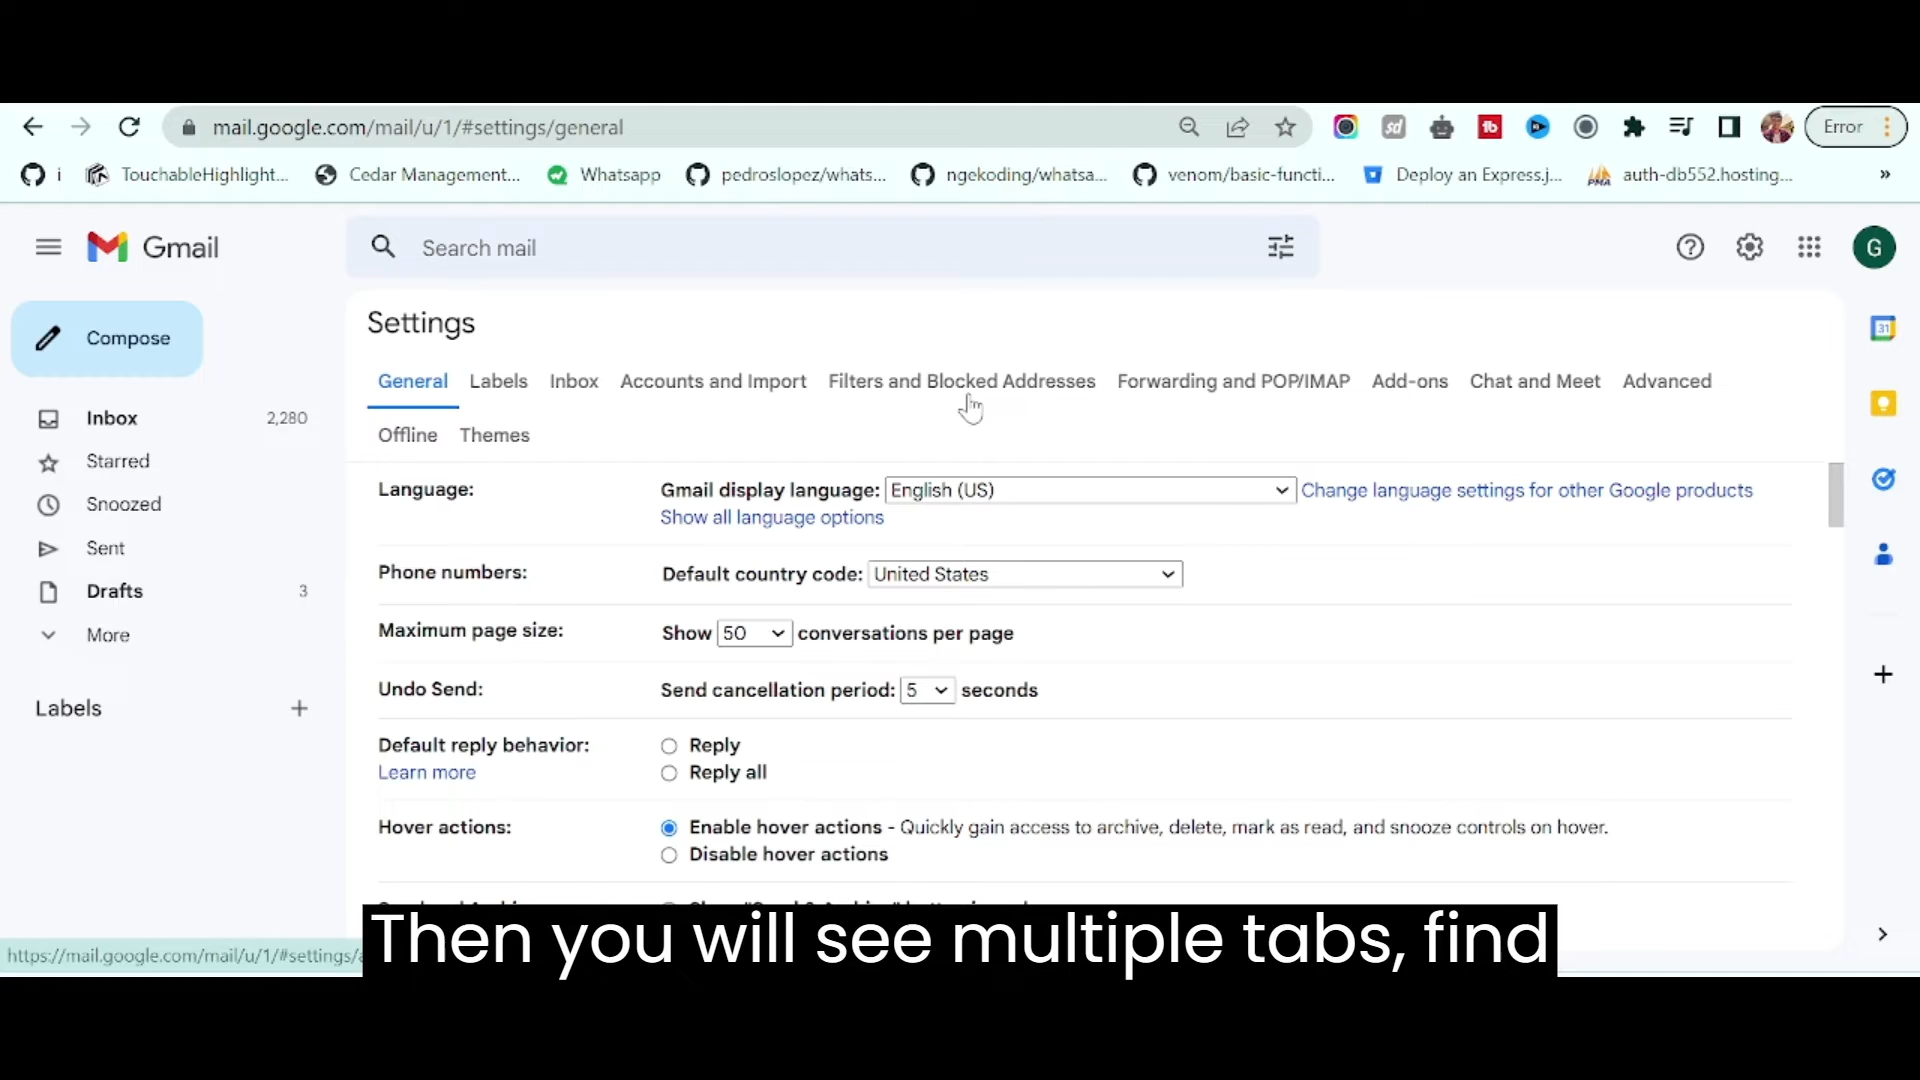 mail.google.com/mail/u/1/#settings/general
Error
i TouchableHighlight... Cedar Management... Whatsapp pedroslopez/whats... ngekoding/whatsa... venom/basic-functi... Deploy an Express.j... auth-db552.hosting... »
Gmail
Search mail
G
Compose
Inbox 2,280
Starred
Snoozed
Sent
Drafts 3
More
Labels
Settings
General Labels Inbox Accounts and Import Filters and Blocked Addresses Forwarding and POP/IMAP Add-ons Chat and Meet Advanced
Offline Themes
Language: Gmail display language: English (US) Change language settings for other Google products
Show all language options
Phone numbers: Default country code: United States
Maximum page size: Show 50 conversations per page
Undo Send: Send cancellation period: 5 seconds
Default reply behavior: Reply
Learn more Reply all
Hover actions: Enable hover actions - Quickly gain access to archive, delete, mark as read, and snooze controls on hover.
Disable hover actions
31
https://mail.google.com/mail/u/1/#settings/
Then you will see multiple tabs, find